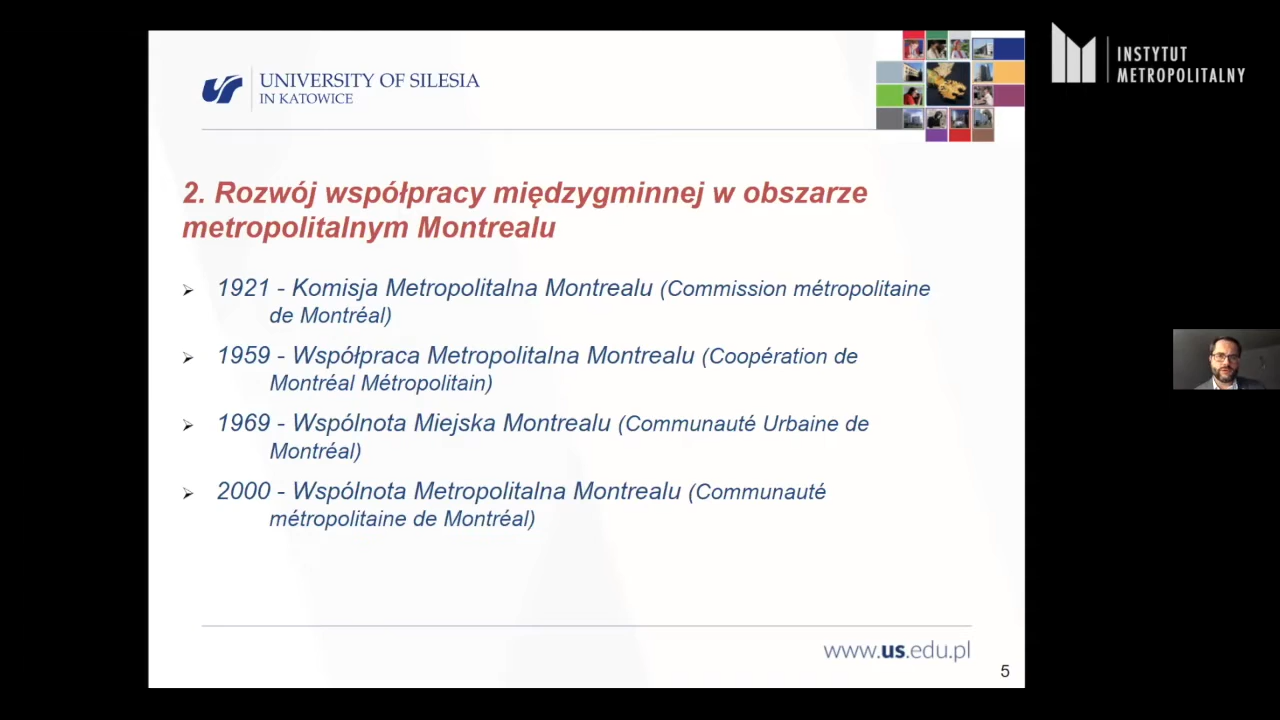 UNIVERSITY OF SILESIA
IN KATOWICE
INSTYTUT
METROPOLITALNY
2. Rozwój współpracy międzygminnej w obszarze
metropolitalnym Montrealu
1921 - Komisja Metropolitalna Montrealu (Commission métropolitaine
de Montréal)
1959 - Współpraca Metropolitalna Montrealu (Coopération de
Montréal Métropolitain)
1969 - Wspólnota Miejska Montrealu (Communauté Urbaine de
Montréal)
2000 - Wspólnota Metropolitalna Montrealu (Communauté
métropolitaine de Montréal)
www.us.edu.pl
5